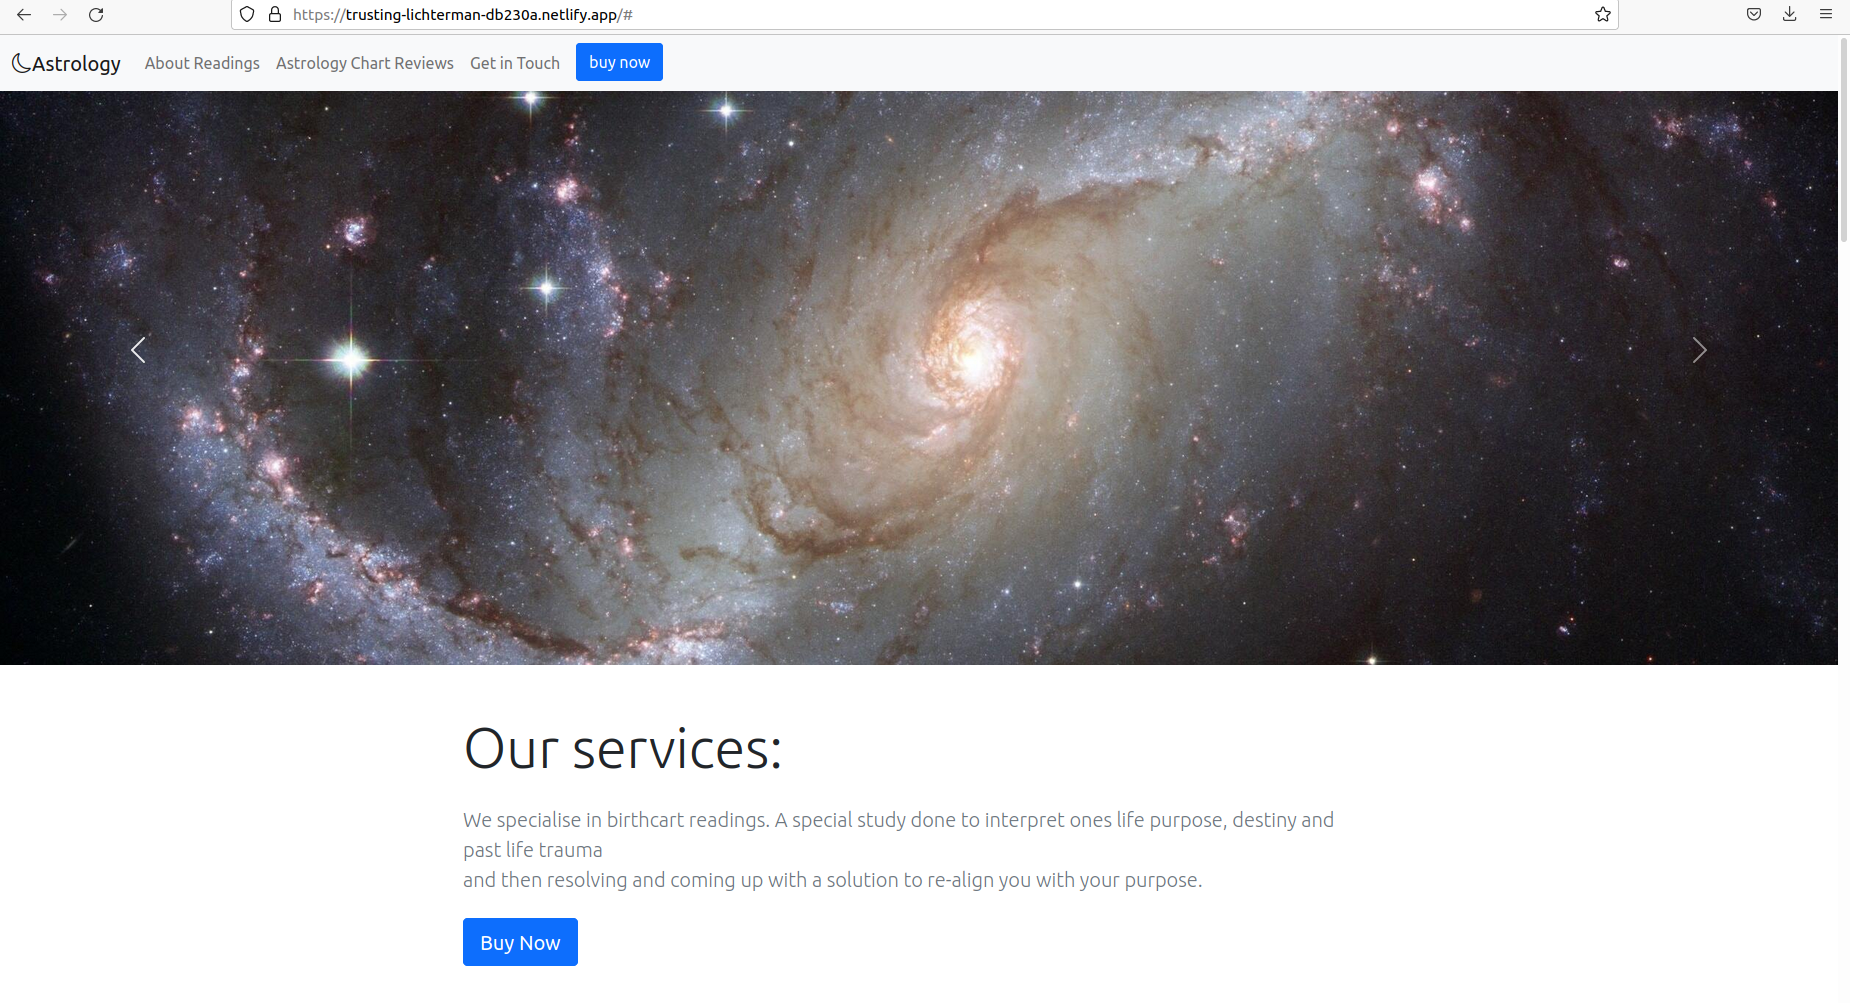 https://trusting-lichterman-db230a.netlify.app/#
Astrology About Readings Astrology Chart Reviews Get in Touch buy now
Our services:
We specialise in birthcart readings. A special study done to interpret ones life purpose, destiny and
past life trauma
and then resolving and coming up with a solution to re-align you with your purpose.
Buy Now